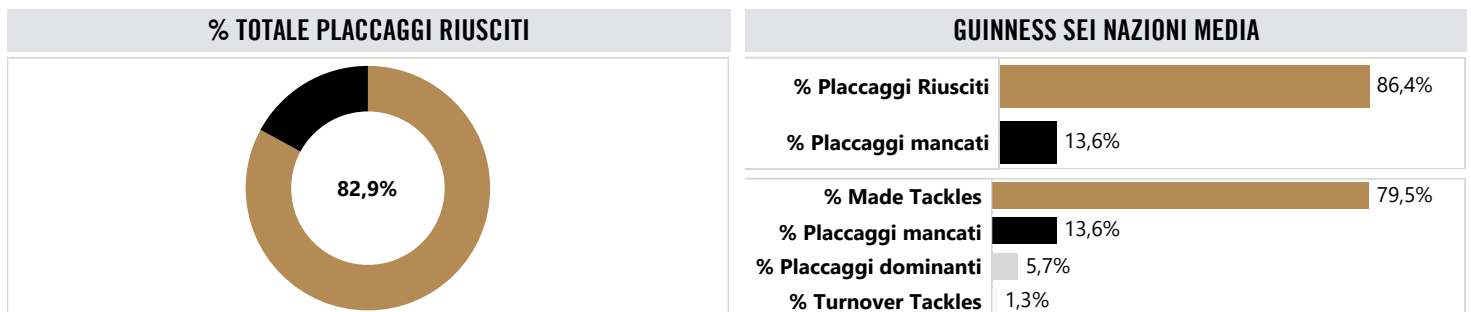 % TOTALE PLACCAGGI RIUSCITI
82,9%
GUINNESS SEI NAZIONI MEDIA
% Placcaggi Riusciti 86,4%
% Placcaggi mancati 13,6%
% Made Tackles 79,5%
% Placcaggi mancati 13,6%
% Placcaggi dominanti 5,7%
% Turnover Tackles 1,3%